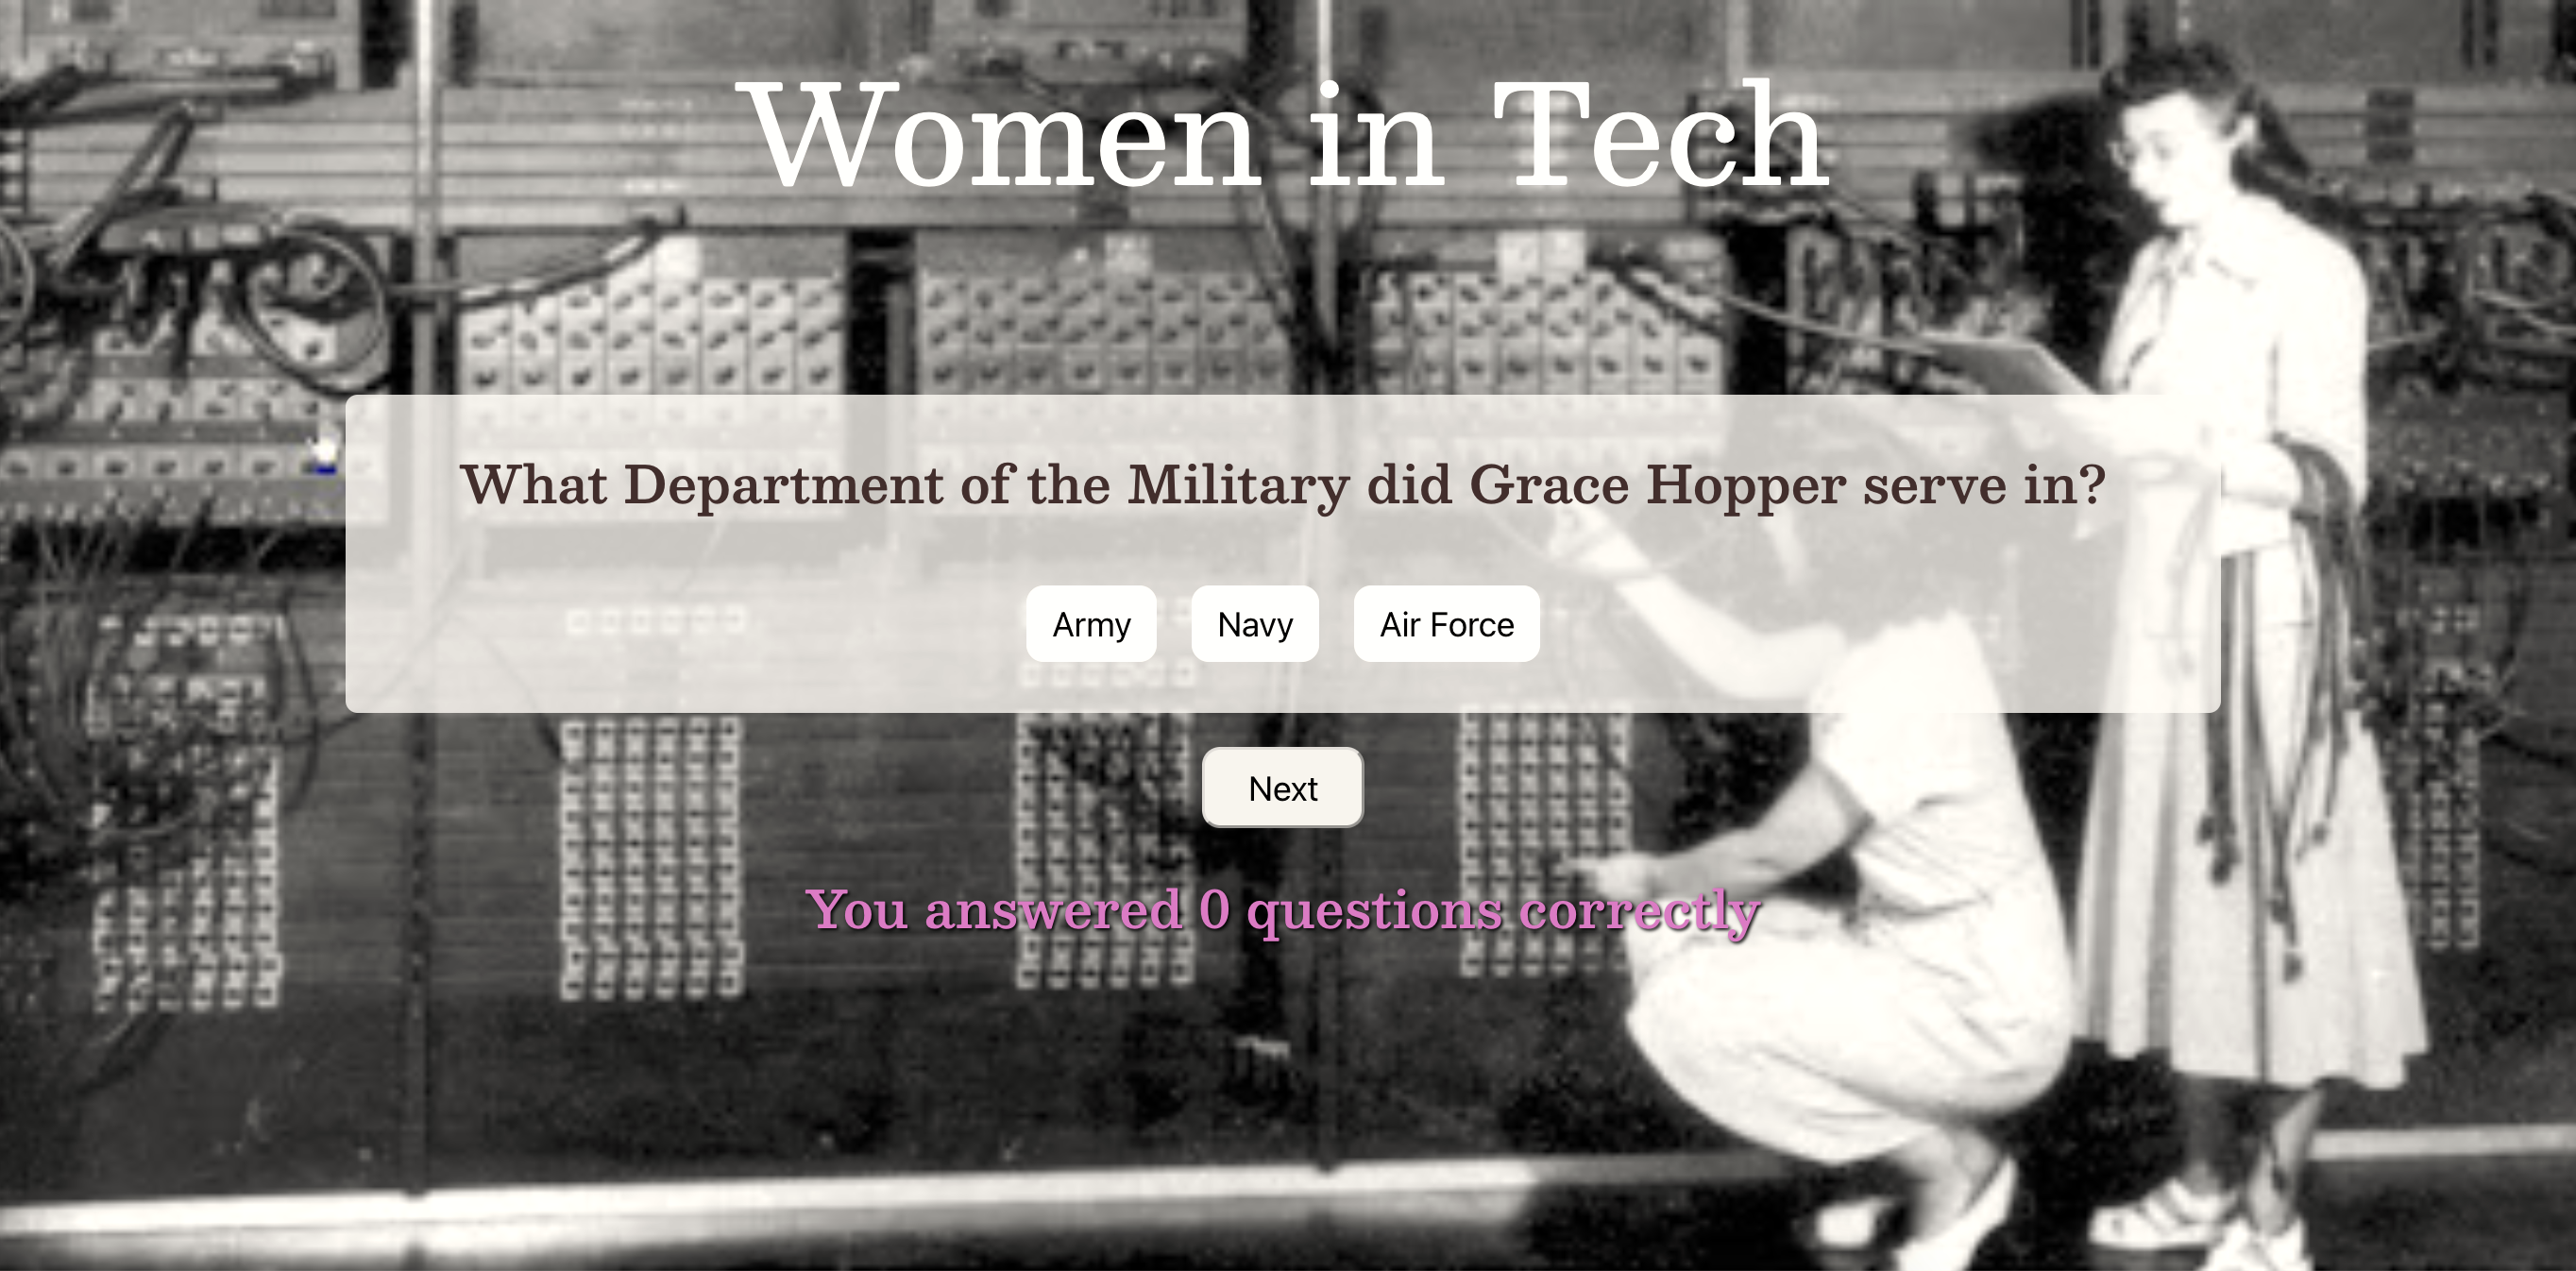 Women in Tech
What Department of the Military did Grace Hopper serve in?
Army Navy Air Force
Next
You answered 0 questions correctly